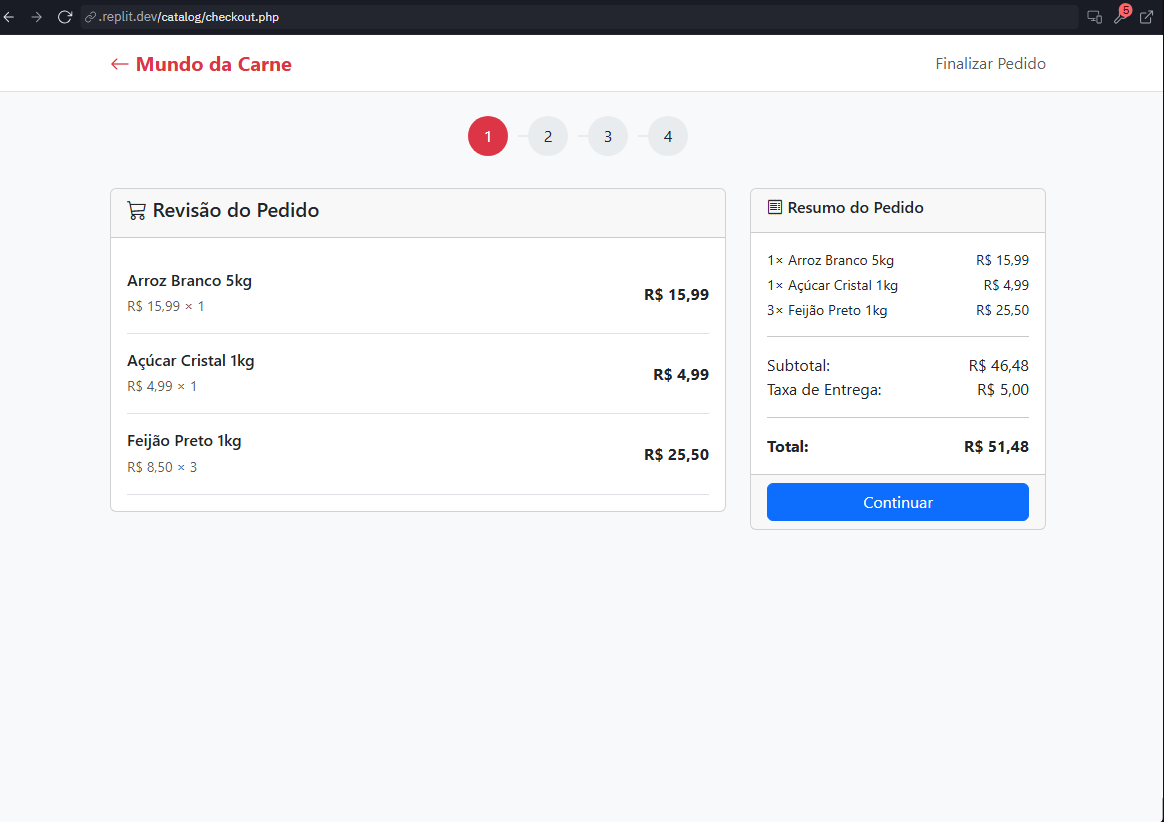 .replit.dev/catalog/checkout.php
5
← Mundo da Carne
Finalizar Pedido
1
2
3
4
Revisão do Pedido
Arroz Branco 5kg
R$ 15,99 × 1
R$ 15,99
Açúcar Cristal 1kg
R$ 4,99 × 1
R$ 4,99
Feijão Preto 1kg
R$ 8,50 × 3
R$ 25,50
Resumo do Pedido
1× Arroz Branco 5kg R$ 15,99
1× Açúcar Cristal 1kg R$ 4,99
3× Feijão Preto 1kg R$ 25,50
Subtotal: R$ 46,48
Taxa de Entrega: R$ 5,00
Total: R$ 51,48
Continuar